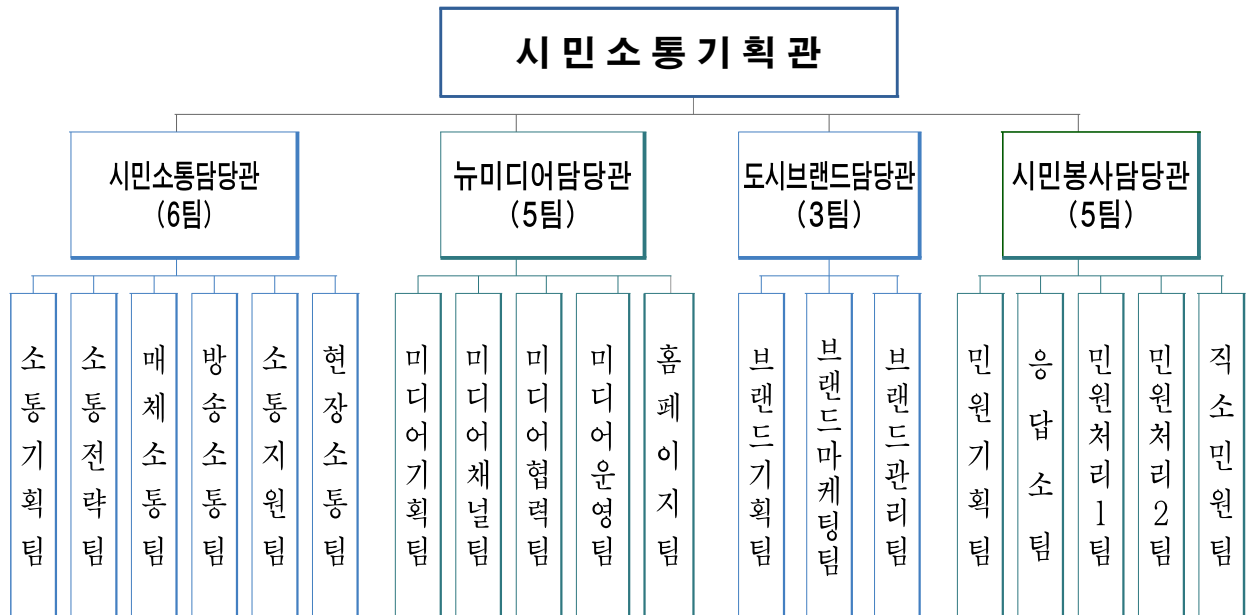 시민소통기획관
시민소통담당관
(6팀)
뉴미디어담당관
(5팀)
도시브랜드담당관
(3팀)
시민봉사담당관
(5팀)
소통기획팀
소통전략팀
매체소통팀
방송소통팀
소통지원팀
현장소통팀
미디어기획팀
미디어채널팀
미디어협력팀
미디어운영팀
홈페이지팀
브랜드기획팀
브랜드마케팅팀
브랜드관리팀
민원기획팀
응답소팀
민원처리1팀
민원처리2팀
직소민원팀